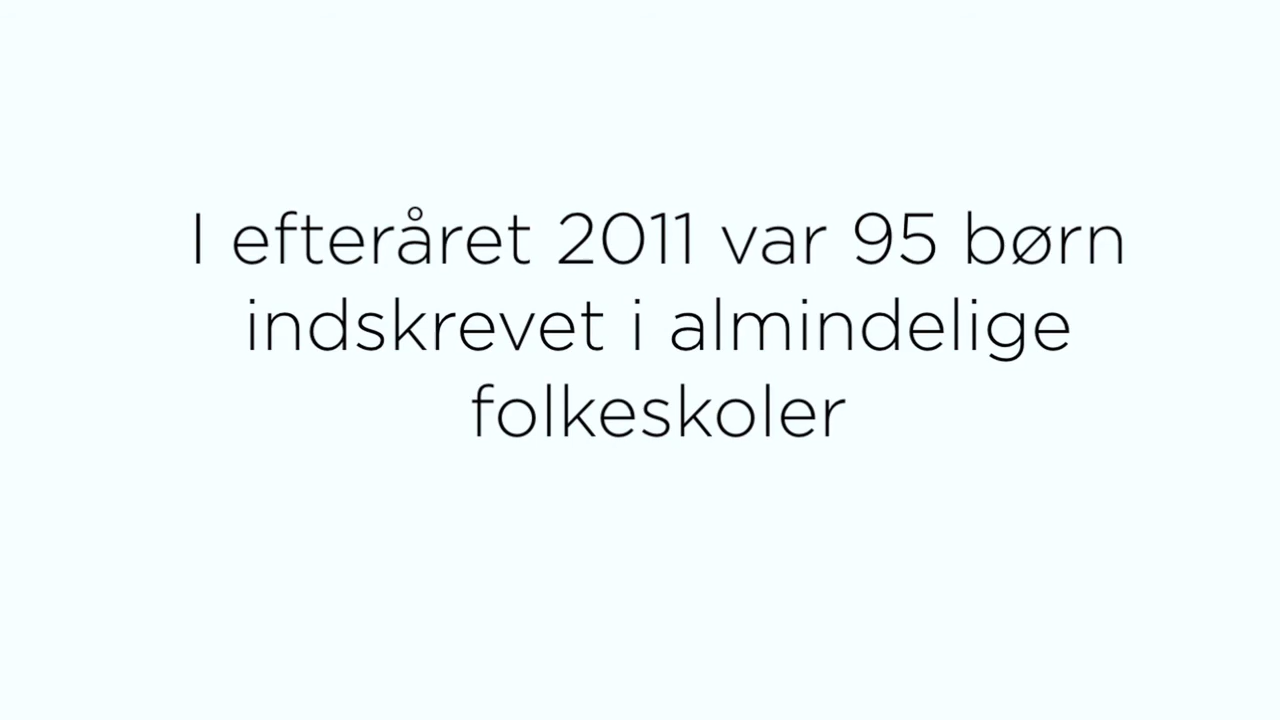 I efteråret 2011 var 95 børn
indskrevet i almindelige
folkeskoler